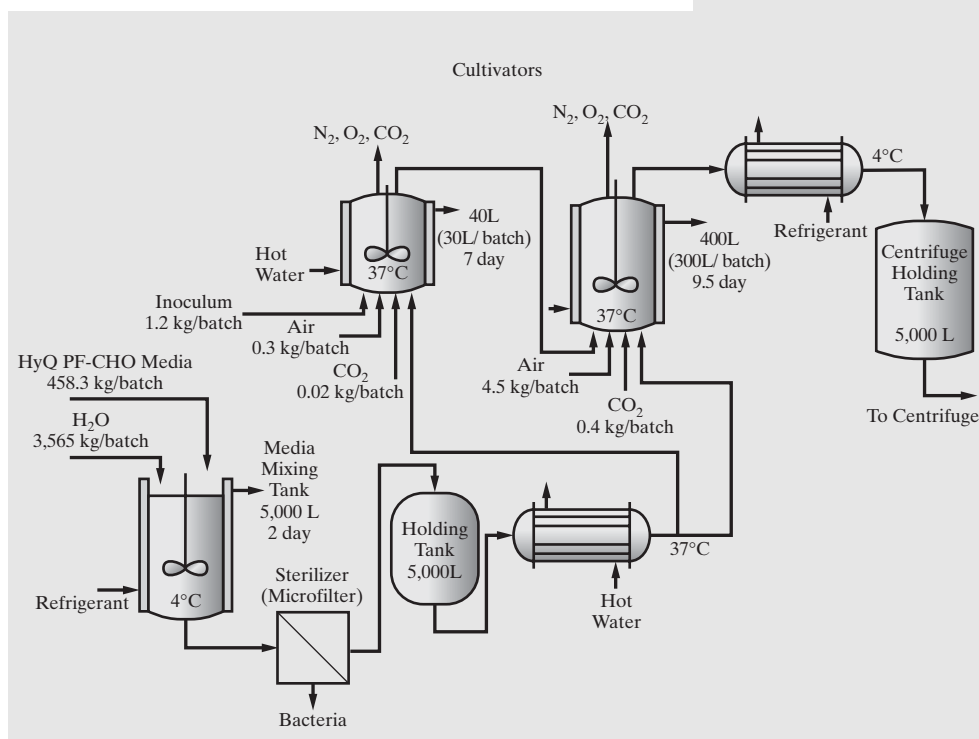 Cultivators
N₂, O₂, CO₂
N₂, O₂, CO₂
4°C
40L
(30L/ batch)
7 day
Hot
Water
37°C
400L
(300L/ batch)
9.5 day
37°C
Refrigerant
Centrifuge
Holding
Tank
5,000 L
Inoculum
1.2 kg/batch
Air
0.3 kg/batch
CO₂
0.02 kg/batch
Air
4.5 kg/batch
CO₂
0.4 kg/batch
To Centrifuge
HyQ PF-CHO Media
458.3 kg/batch
H₂O
3,565 kg/batch
Media
Mixing
Tank
5,000 L
2 day
Refrigerant
4°C
Sterilizer
(Microfilter)
Bacteria
Holding
Tank
5,000L
37°C
Hot
Water